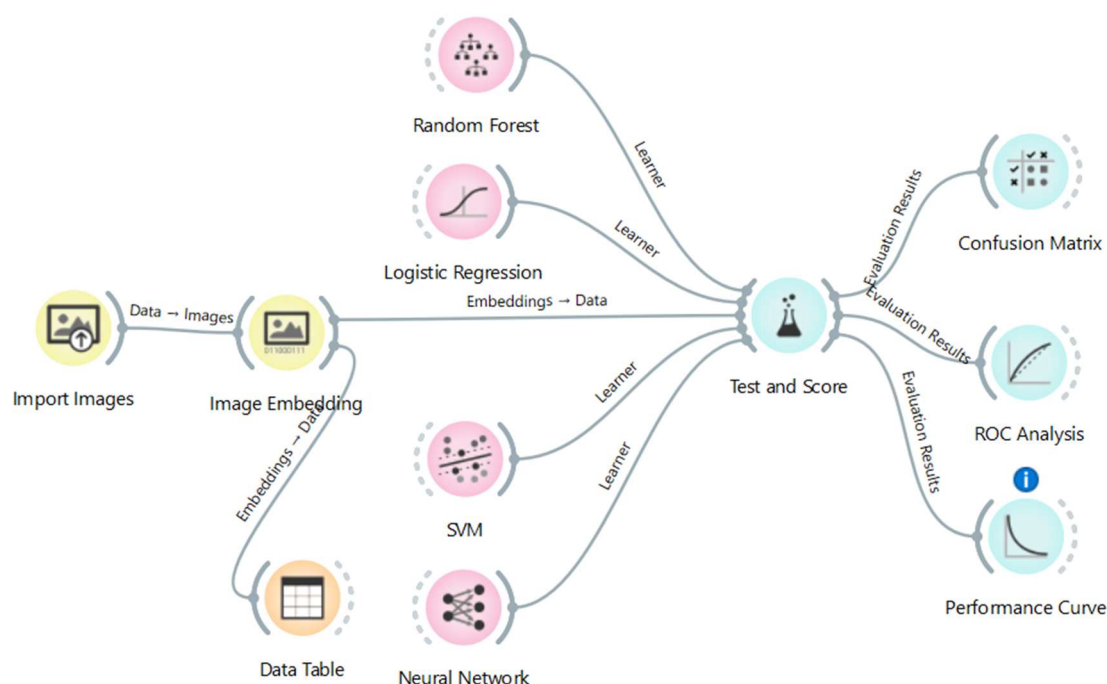 Random Forest
Learner
Logistic Regression
Learner
Import Images
Data → Images
011000111
Image Embedding
Embeddings → Data
Embeddings → Data
Data Table
SVM
Learner
Neural Network
Learner
Test and Score
Evaluation Results
Confusion Matrix
Evaluation Results
ROC Analysis
Evaluation Results
i
Performance Curve